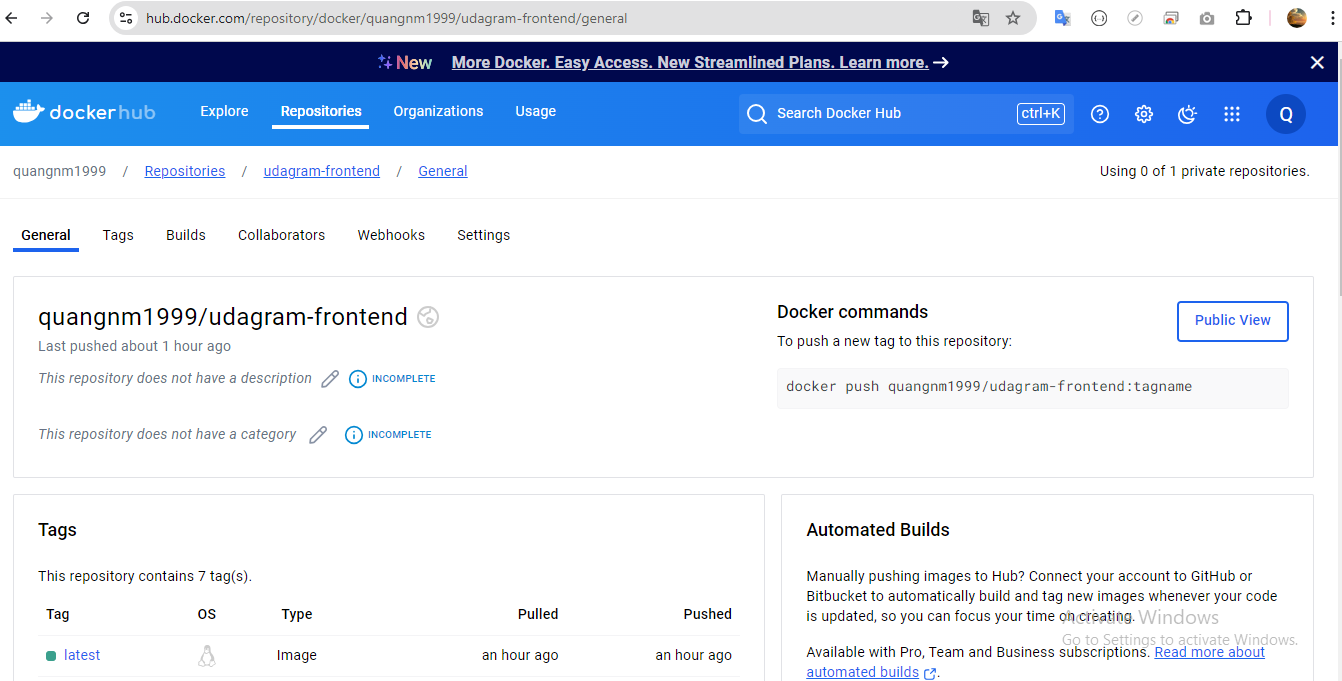 hub.docker.com/repository/docker/quangnm1999/udagram-frontend/general
New More Docker. Easy Access. New Streamlined Plans. Learn more. →
dockerhub Explore Repositories Organizations Usage Search Docker Hub ctrl+K Q
quangnm1999 / Repositories / udagram-frontend / General Using 0 of 1 private repositories.
General Tags Builds Collaborators Webhooks Settings
quangnm1999/udagram-frontend
Last pushed about 1 hour ago
This repository does not have a description INCOMPLETE
This repository does not have a category INCOMPLETE
Docker commands
Public View
To push a new tag to this repository:
docker push quangnm1999/udagram-frontend:tagname
Tags
This repository contains 7 tag(s).
Tag OS Type Pulled Pushed
latest Image an hour ago an hour ago
Automated Builds
Manually pushing images to Hub? Connect your account to GitHub or
Bitbucket to automatically build and tag new images whenever your code
is updated, so you can focus your time on creating.
Available with Pro, Team and Business subscriptions. Read more about
automated builds.
Activate Windows
Go to Settings to activate Windows.